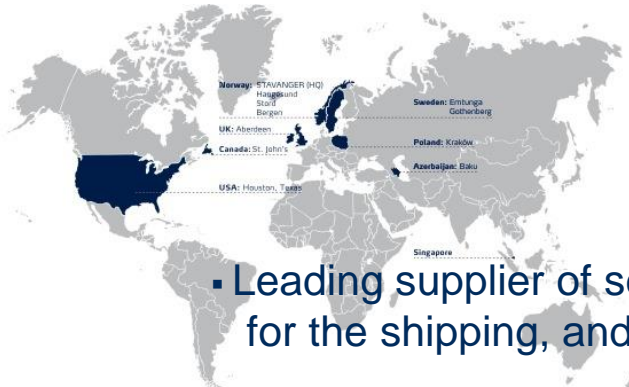 Norway: STAVANGER (HQ)
Haugesund
Stord
Bergen
UK: Aberdeen
Canada: St. John's
USA: Houston, Texas
Sweden: Emtunga
Gothenberg
Poland: Kraków
Azerbaijan: Baku
Singapore
▪ Leading supplier of
for the shipping, and